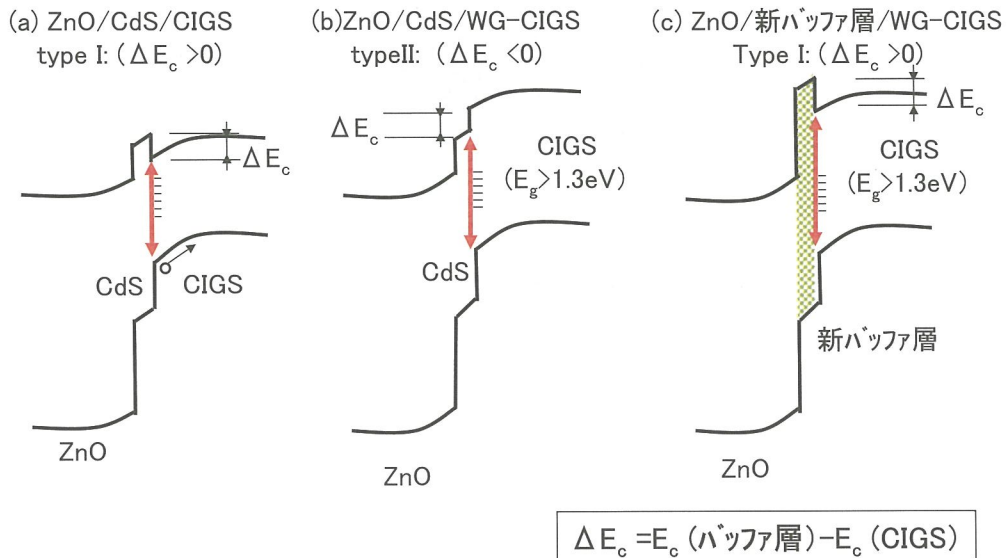 (a) ZnO/CdS/CIGS
type I: (ΔEc >0)
ΔEc
CdS
CIGS
ZnO
(b)ZnO/CdS/WG-CIGS
typeII: (ΔEc <0)
ΔEc
CIGS
(Eg>1.3eV)
CdS
ZnO
(c) ZnO/新バッファ層/WG-CIGS
Type I: (ΔEc >0)
ΔEc
CIGS
(Eg>1.3eV)
新バッファ層
ZnO
ΔEc =Ec (バッファ層)-Ec (CIGS)